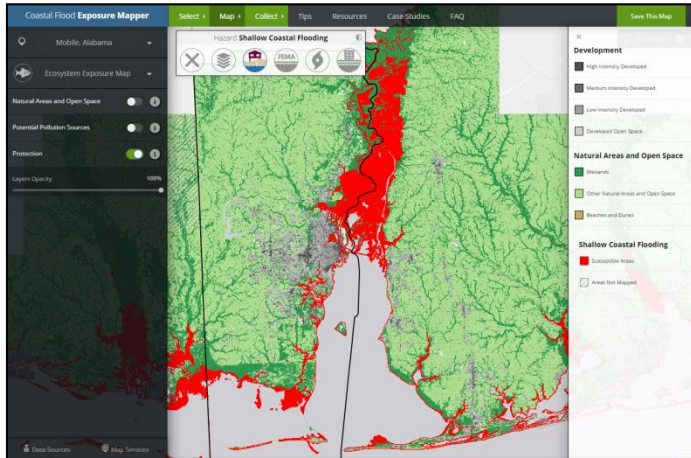 Coastal Flood Exposure Mapper
Select Map Collect Tips Resources Case Studies FAQ
Save This Map
Mobile, Alabama
Ecosystem Exposure Map
Natural Areas and Open Space
Potential Pollution Sources
Protection
Layers Opacity 100%
Data Sources Map Services
Hazard Shallow Coastal Flooding
FEMA
Development
High Intensity Developed
Medium Intensity Developed
Low Intensity Developed
Developed Open Space
Natural Areas and Open Space
Wetlands
Other Natural Areas and Open Space
Beaches and Dunes
Shallow Coastal Flooding
Susceptible Areas
Areas Not Mapped